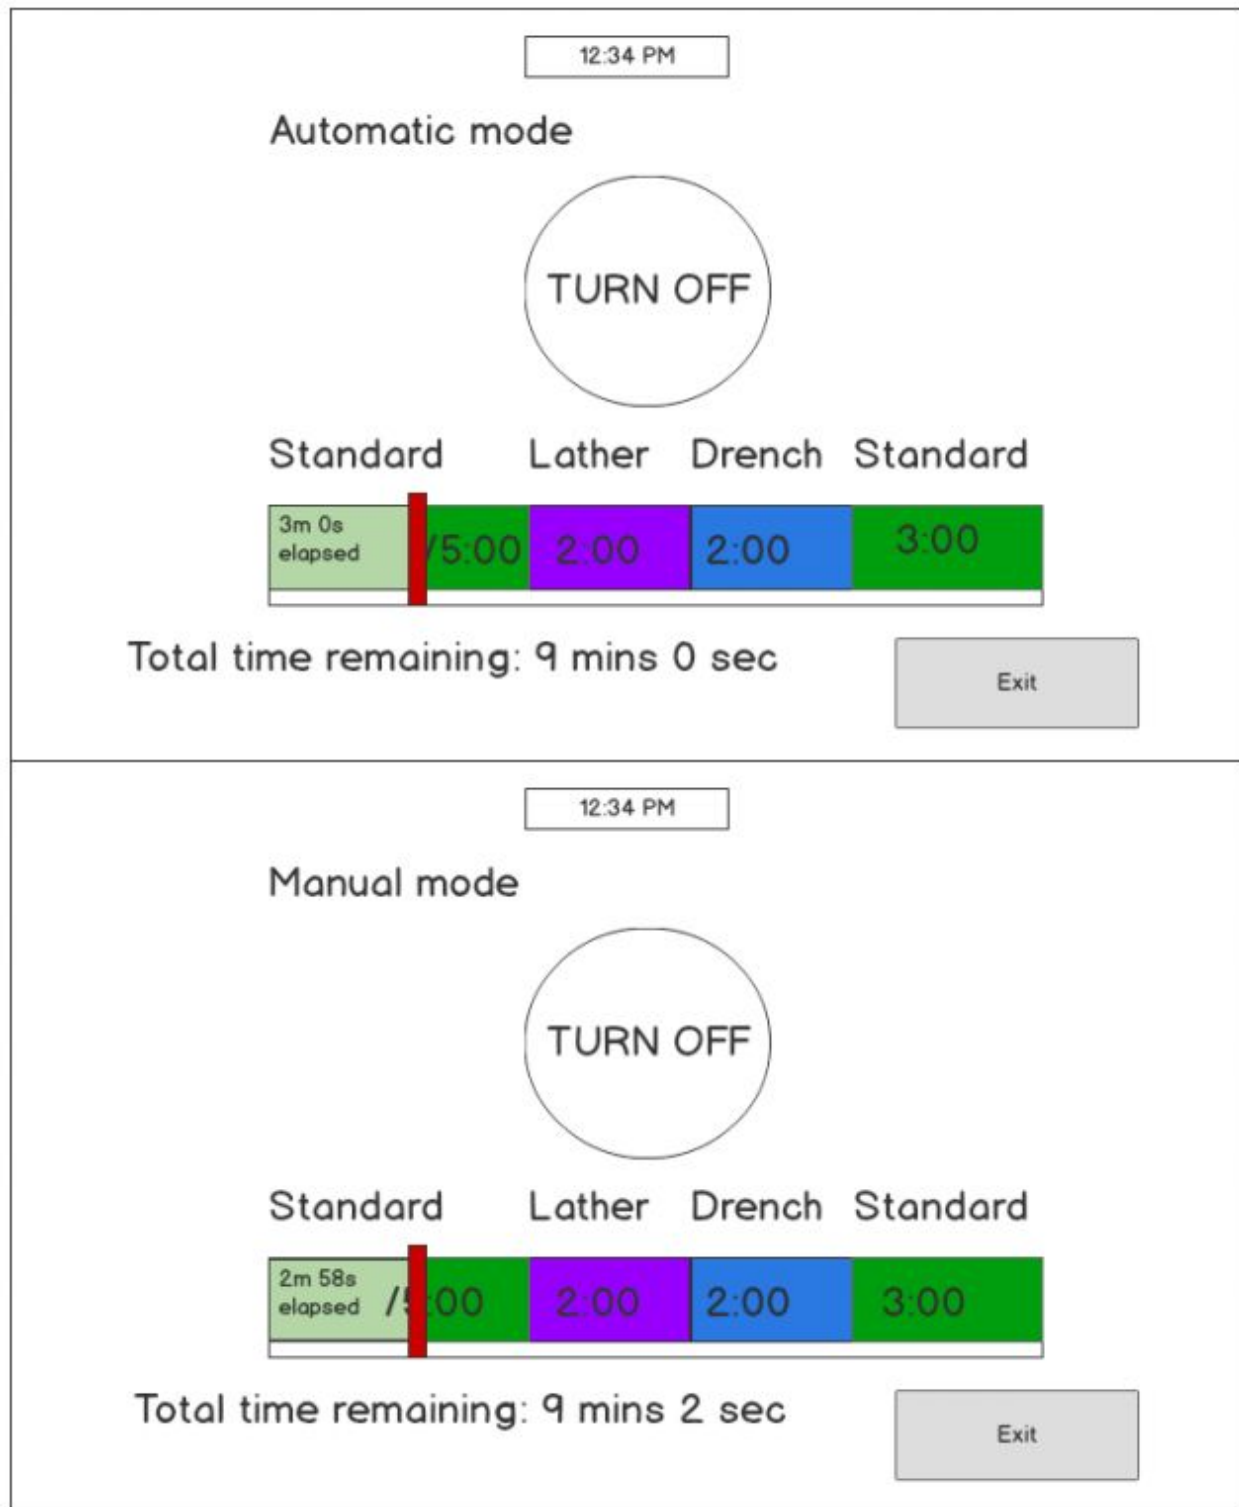 12:34 PM
Automatic mode
TURN OFF
Standard Lather Drench Standard
3m 0s
elapsed /5:00 2:00 2:00 3:00
Total time remaining: 9 mins 0 sec
Exit
12:34 PM
Manual mode
TURN OFF
Standard Lather Drench Standard
2m 58s
elapsed /5:00 2:00 2:00 3:00
Total time remaining: 9 mins 2 sec
Exit